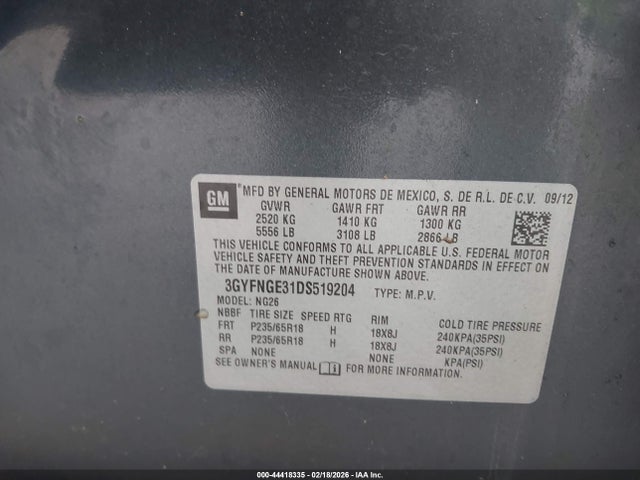 GM ® MFD BY GENERAL MOTORS DE MEXICO, S. DE R.L. DE C.V. 09/12
GVWR GAWR FRT GAWR RR
2520 KG 1410 KG 1300 KG
5556 LB 3108 LB 2866 LB
THIS VEHICLE CONFORMS TO ALL APPLICABLE U.S. FEDERAL MOTOR
VEHICLE SAFETY AND THEFT PREVENTION STANDARDS IN EFFECT
ON THE DATE OF MANUFACTURE SHOWN ABOVE.
3GYFNGE31DS519204 TYPE: M.P.V.
MODEL: NG26
NBBF TIRE SIZE SPEED RTG RIM COLD TIRE PRESSURE
FRT P235/65R18 H 18X8J 240KPA(35PSI)
RR P235/65R18 H 18X8J 240KPA(35PSI)
SPA NONE NONE KPA(PSI)
SEE OWNER'S MANUAL FOR MORE INFORMATION.
000-44418335 - 02/18/2026 - IAA Inc.